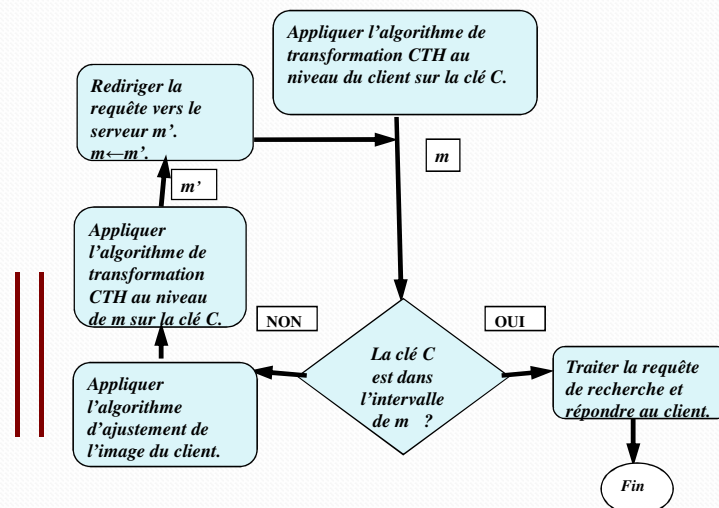 Appliquer l'algorithme de
transformation CTH au
niveau du client sur la clé C.
Rediriger la
requête vers le
serveur m'.
m←m'.
m
m'
Appliquer
l'algorithme de
transformation
CTH au niveau
de m sur la clé C.
NON
OUI
La clé C
est dans
l'intervalle
de m ?
Traiter la requête
de recherche et
répondre au client.
Appliquer
l'algorithme
d'ajustement de
l'image du client.
Fin